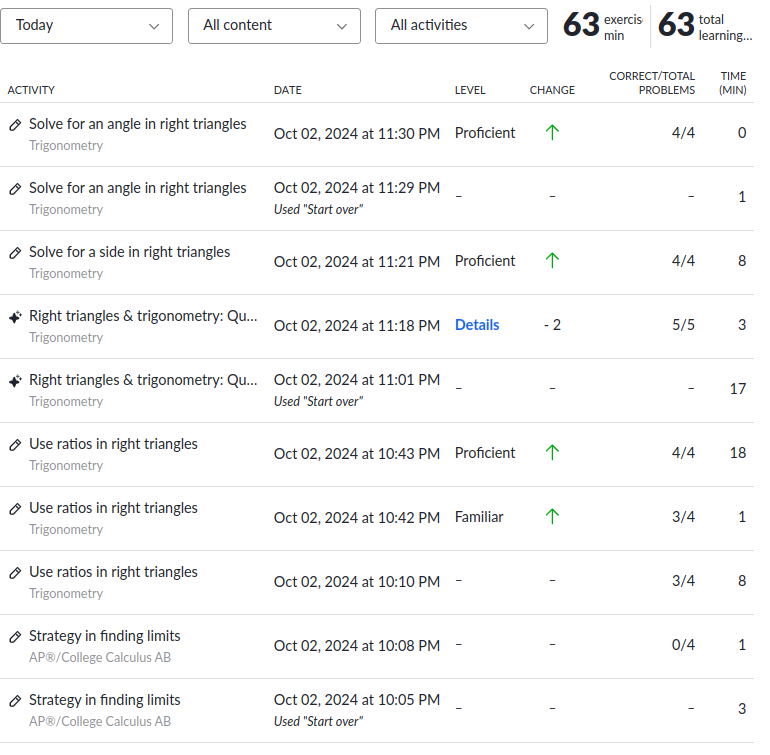 Today All content All activities 63 exercis min 63 total learning...
ACTIVITY DATE LEVEL CHANGE CORRECT/TOTAL PROBLEMS TIME (MIN)
Solve for an angle in right triangles Oct 02, 2024 at 11:30 PM Proficient ↑ 4/4 0
Trigonometry
Solve for an angle in right triangles Oct 02, 2024 at 11:29 PM – – – 1
Trigonometry Used "Start over"
Solve for a side in right triangles Oct 02, 2024 at 11:21 PM Proficient ↑ 4/4 8
Trigonometry
Right triangles & trigonometry: Qu... Oct 02, 2024 at 11:18 PM Details - 2 5/5 3
Trigonometry
Right triangles & trigonometry: Qu... Oct 02, 2024 at 11:01 PM – – – 17
Trigonometry Used "Start over"
Use ratios in right triangles Oct 02, 2024 at 10:43 PM Proficient ↑ 4/4 18
Trigonometry
Use ratios in right triangles Oct 02, 2024 at 10:42 PM Familiar ↑ 3/4 1
Trigonometry
Use ratios in right triangles Oct 02, 2024 at 10:10 PM – – 3/4 8
Trigonometry
Strategy in finding limits Oct 02, 2024 at 10:08 PM – – 0/4 1
AP®/College Calculus AB
Strategy in finding limits Oct 02, 2024 at 10:05 PM – – – 3
AP®/College Calculus AB Used "Start over"